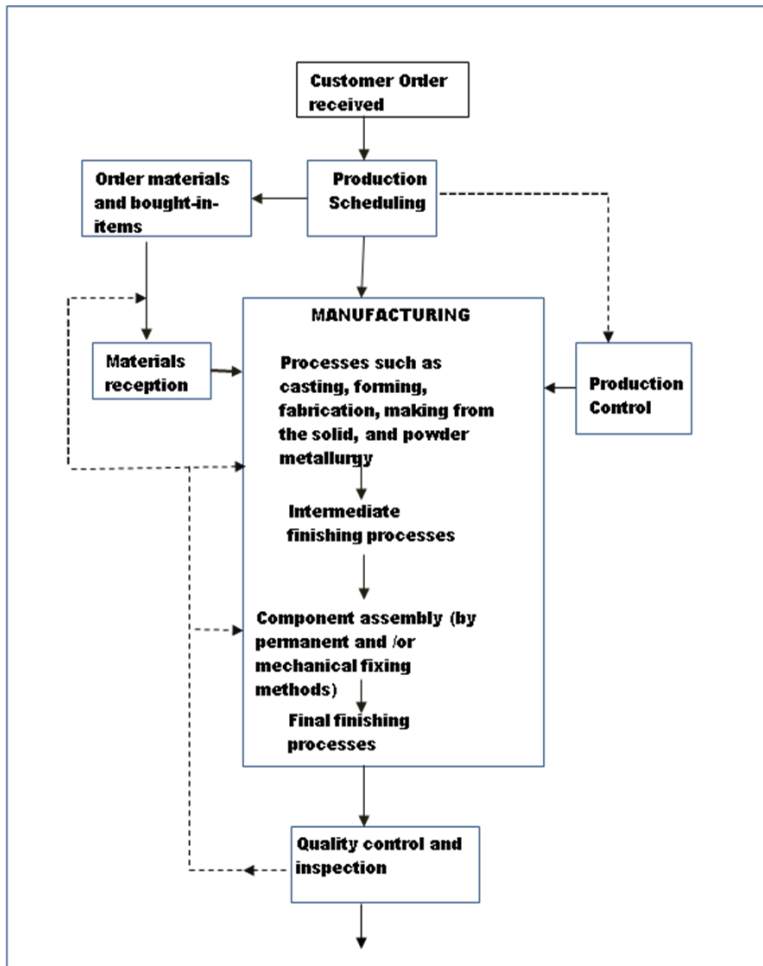 Customer Order
received
Order materials
and bought-in-
items
Production
Scheduling
MANUFACTURING
Materials
reception
Processes such as
casting, forming,
fabrication, making from
the solid, and powder
metallurgy
Production
Control
Intermediate
finishing processes
Component assembly (by
permanent and /or
mechanical fixing
methods)
Final finishing
processes
Quality control and
inspection